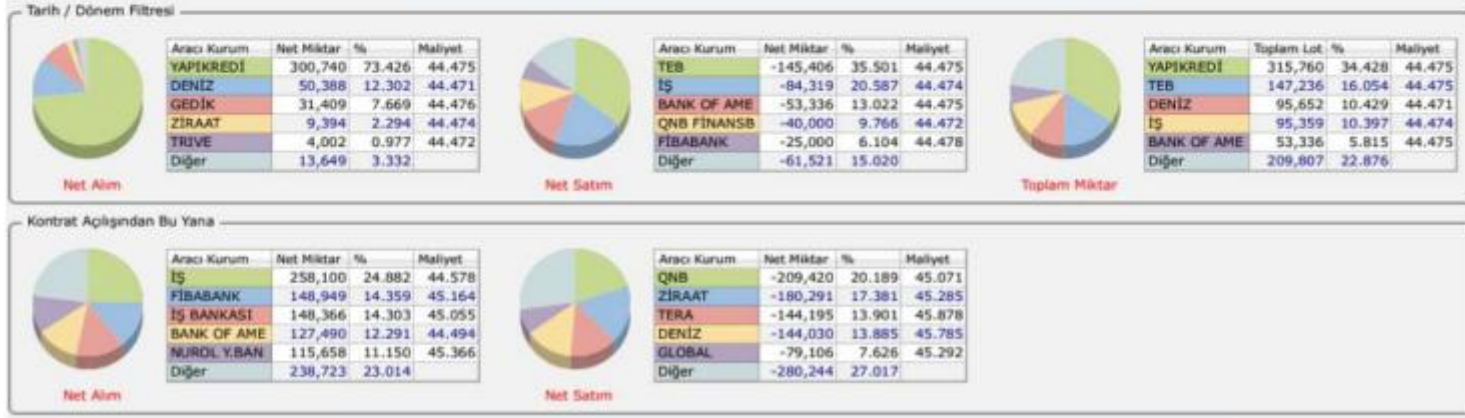 Tarih / Dönem Filtresi
Aracı Kurum Net Miktar % Maliyet
YAPIKREDİ 300,740 73.426 44.475
DENİZ 50,388 12.302 44.471
GEDİK 31,409 7.669 44.476
ZİRAAT 9,394 2.294 44.474
TRIVE 4,002 0.977 44.472
Diğer 13,649 3.332
Net Alım
Aracı Kurum Net Miktar % Maliyet
TEB -145,406 35.501 44.475
İŞ -84,319 20.587 44.474
BANK OF AME -53,336 13.022 44.475
QNB FİNANSB -40,000 9.766 44.472
FİBABANK -25,000 6.104 44.478
Diğer -61,521 15.020
Net Satım
Aracı Kurum Toplam Lot % Maliyet
YAPIKREDİ 315,760 34.428 44.475
TEB 147,236 16.054 44.475
DENİZ 95,652 10.429 44.471
İŞ 95,359 10.397 44.474
BANK OF AME 53,336 5.815 44.475
Diğer 209,807 22.876
Toplam Miktar
Kontrat Açılışından Bu Yana
Aracı Kurum Net Miktar % Maliyet
İŞ 258,100 24.882 44.578
FİBABANK 148,949 14.359 45.164
İŞ BANKASI 148,366 14.303 45.055
BANK OF AME 127,490 12.291 44.494
NUROL Y.BAN 115,658 11.150 45.366
Diğer 238,723 23.014
Net Alım
Aracı Kurum Net Miktar % Maliyet
QNB -209,420 20.189 45.071
ZİRAAT -180,291 17.381 45.285
TERA -144,195 13.901 45.878
DENİZ -144,030 13.885 45.785
GLOBAL -79,106 7.626 45.292
Diğer -280,244 27.017
Net Satım